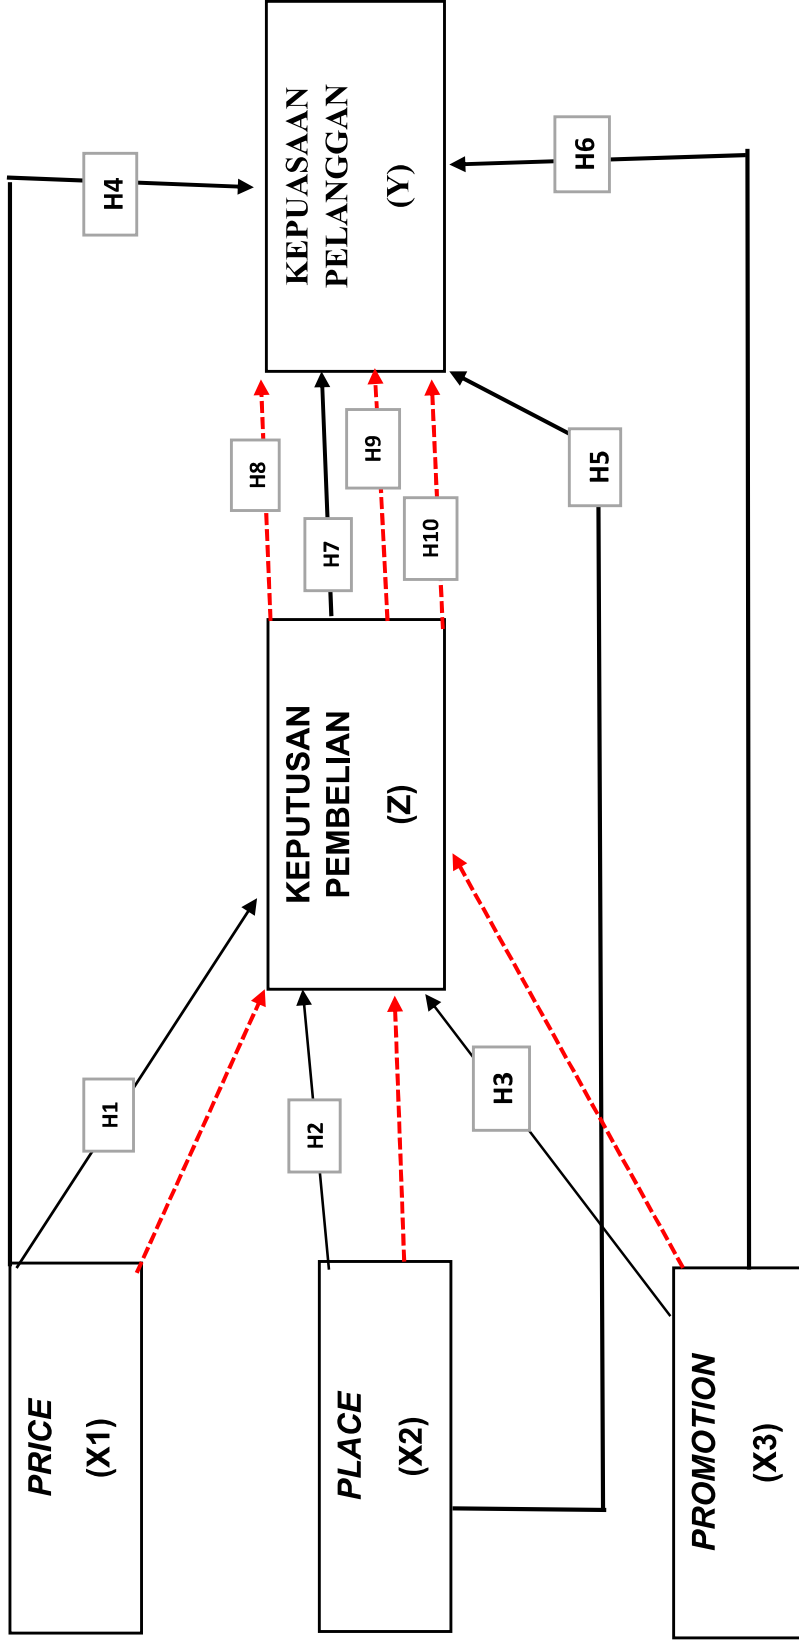 PRICE
(X1)
PLACE
(X2)
PROMOTION
(X3)
H1
H2
H3
KEPUTUSAN
PEMBELIAN
(Z)
H8
H7
H9
H10
H4
H5
H6
KEPUASAAN
PELANGGAN
(Y)